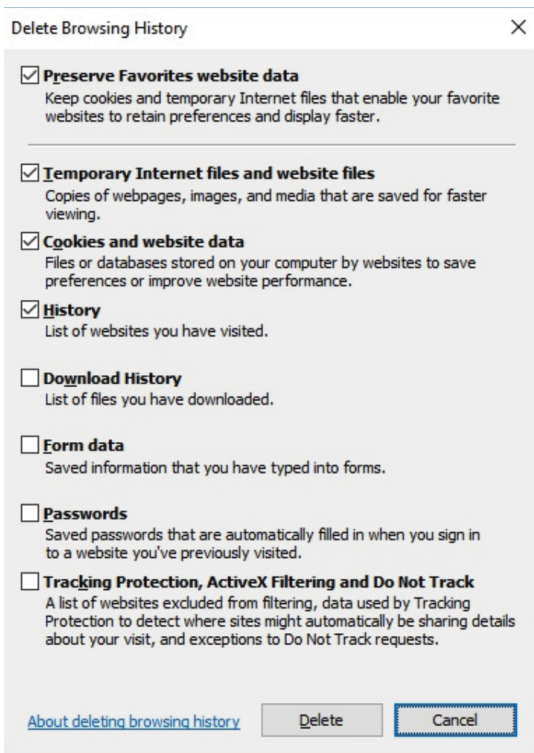 Delete Browsing History
Preserve Favorites website data
Keep cookies and temporary Internet files that enable your favorite
websites to retain preferences and display faster.
Temporary Internet files and website files
Copies of webpages, images, and media that are saved for faster
viewing.
Cookies and website data
Files or databases stored on your computer by websites to save
preferences or improve website performance.
History
List of websites you have visited.
Download History
List of files you have downloaded.
Form data
Saved information that you have typed into forms.
Passwords
Saved passwords that are automatically filled in when you sign in
to a website you've previously visited.
Tracking Protection, ActiveX Filtering and Do Not Track
A list of websites excluded from filtering, data used by Tracking
Protection to detect where sites might automatically be sharing details
about your visit, and exceptions to Do Not Track requests.
About deleting browsing history Delete Cancel